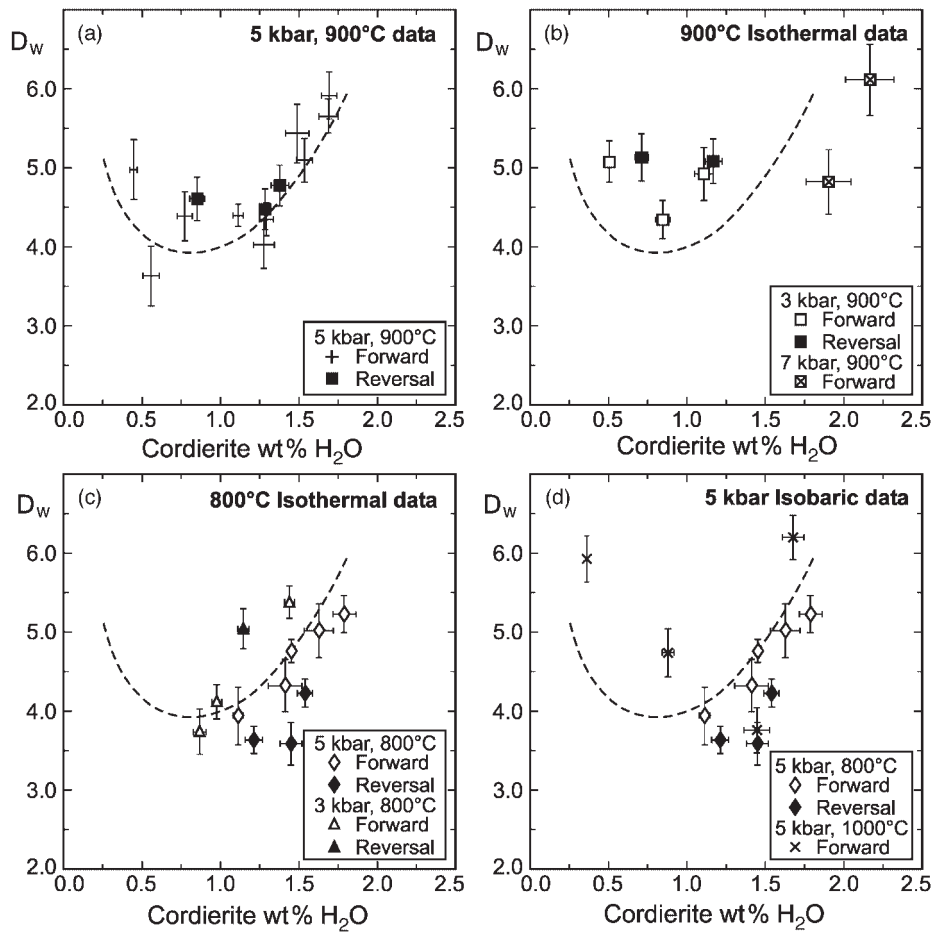 (a)
5 kbar, 900°C data
D_w
6.0
5.0
4.0
3.0
2.0
5 kbar, 900°C
Forward
Reversal
0.0 0.5 1.0 1.5 2.0 2.5
Cordierite wt% H₂O
(b)
900°C Isothermal data
D_w
6.0
5.0
4.0
3.0
2.0
3 kbar, 900°C
Forward
Reversal
7 kbar, 900°C
Forward
0.0 0.5 1.0 1.5 2.0 2.5
Cordierite wt% H₂O
(c)
800°C Isothermal data
D_w
6.0
5.0
4.0
3.0
2.0
5 kbar, 800°C
Forward
Reversal
3 kbar, 800°C
Forward
Reversal
0.0 0.5 1.0 1.5 2.0 2.5
Cordierite wt% H₂O
(d)
5 kbar Isobaric data
D_w
6.0
5.0
4.0
3.0
2.0
5 kbar, 800°C
Forward
Reversal
5 kbar, 1000°C
Forward
0.0 0.5 1.0 1.5 2.0 2.5
Cordierite wt% H₂O